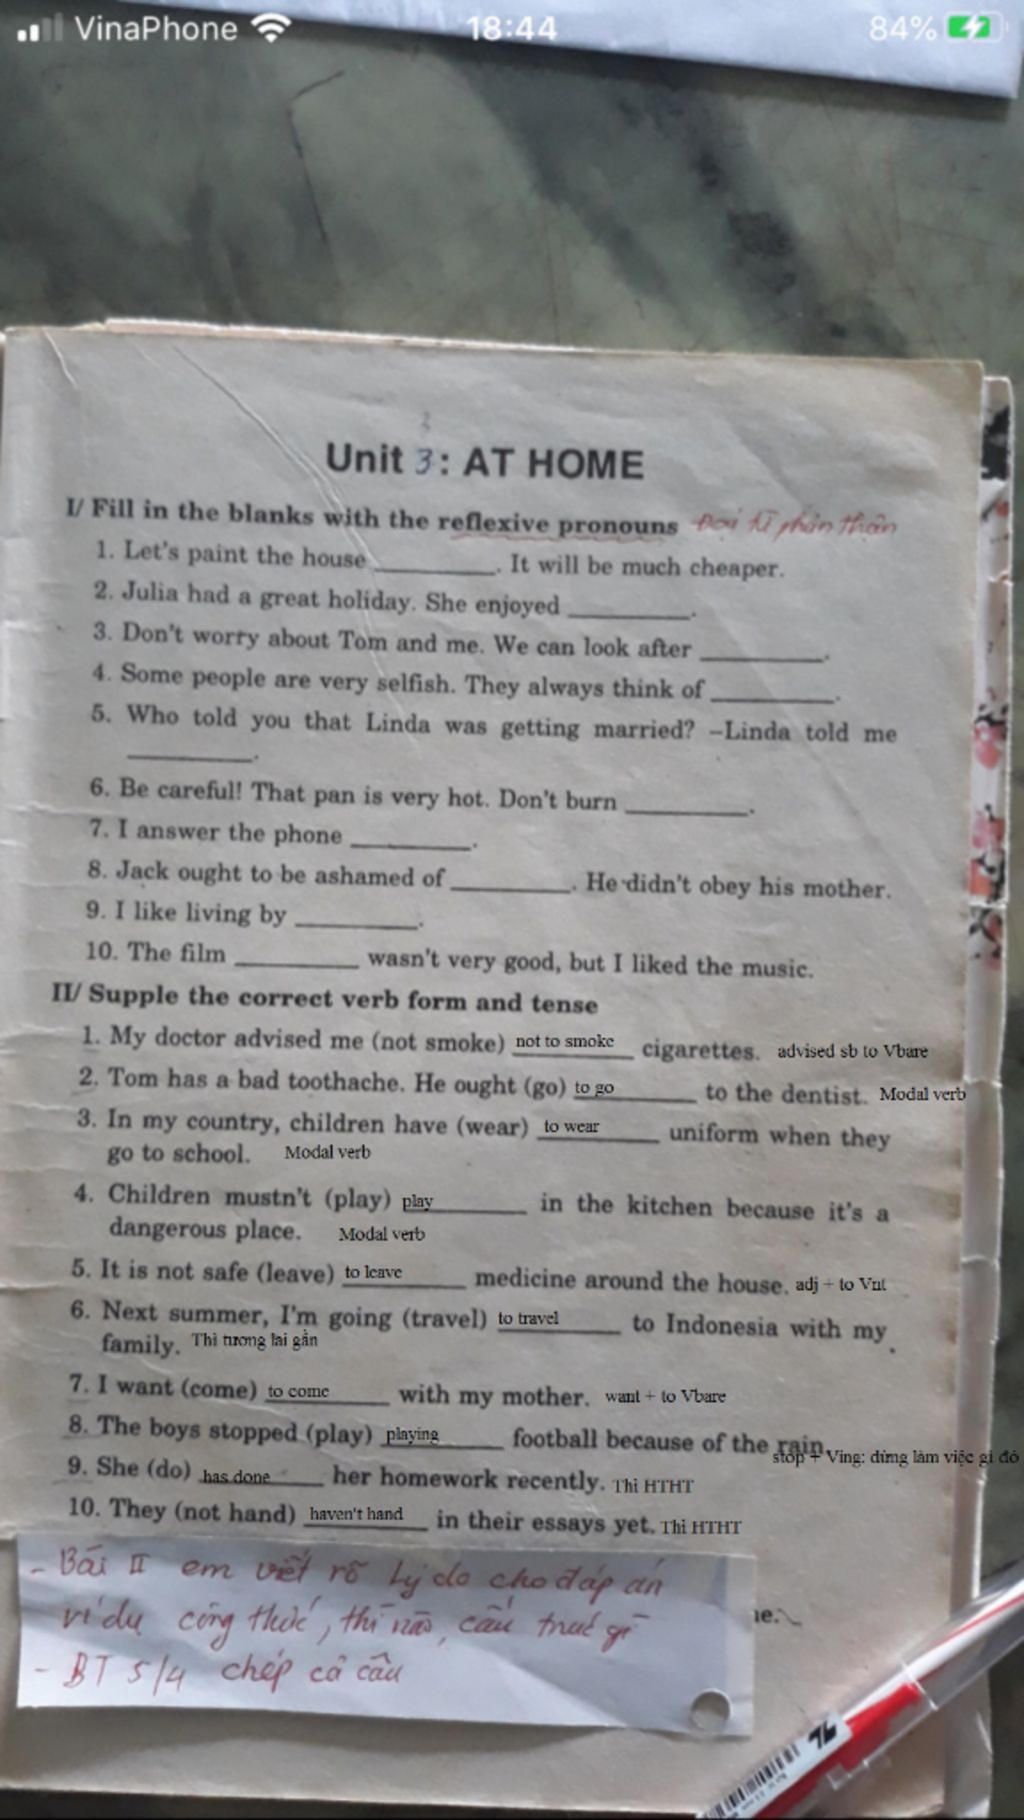 VinaPhone 18:44 84%
Unit 3: AT HOME
I/ Fill in the blanks with the reflexive pronouns Đại từ phản thân
1. Let's paint the house ________. It will be much cheaper.
2. Julia had a great holiday. She enjoyed ________.
3. Don't worry about Tom and me. We can look after ________.
4. Some people are very selfish. They always think of ________.
5. Who told you that Linda was getting married? –Linda told me
________.
6. Be careful! That pan is very hot. Don't burn ________.
7. I answer the phone ________.
8. Jack ought to be ashamed of ________. He didn't obey his mother.
9. I like living by ________.
10. The film ________ wasn't very good, but I liked the music.
II/ Supple the correct verb form and tense
1. My doctor advised me (not smoke) not to smoke cigarettes. advised sb to Vbare
2. Tom has a bad toothache. He ought (go) to go to the dentist. Modal verb
3. In my country, children have (wear) to wear uniform when they
go to school. Modal verb
4. Children mustn't (play) play in the kitchen because it's a
dangerous place. Modal verb
5. It is not safe (leave) to leave medicine around the house. adj + to Vnt
6. Next summer, I'm going (travel) to travel to Indonesia with my
family. Thì tương lai gần
7. I want (come) to come with my mother. want + to Vbare
8. The boys stopped (play) playing football because of the rain.
stop + Ving: dừng làm việc gì đó
9. She (do) has done her homework recently. Thì HTHT
10. They (not hand) haven't hand in their essays yet. Thì HTHT
- Bài II em viết rõ lý do cho đáp án
ví dụ công thức, thì nào, cấu trúc gì
- BT 5/4 chép cả câu